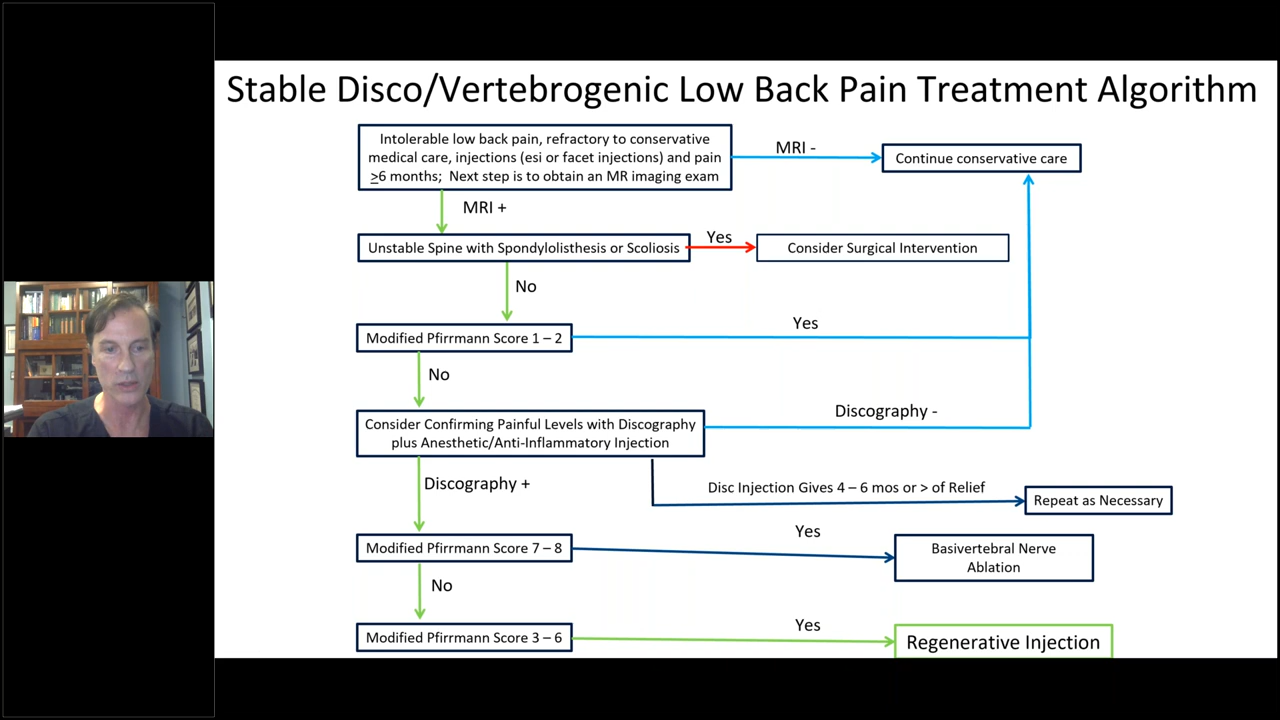 Stable Disco/Vertebrogenic Low Back Pain Treatment Algorithm
Intolerable low back pain, refractory to conservative
medical care, injections (esi or facet injections) and pain
>6 months; Next step is to obtain an MR imaging exam
MRI -
Continue conservative care
MRI +
Unstable Spine with Spondylolisthesis or Scoliosis
Yes
Consider Surgical Intervention
No
Modified Pfirrmann Score 1 – 2
Yes
No
Consider Confirming Painful Levels with Discography
plus Anesthetic/Anti-Inflammatory Injection
Discography -
Discography +
Disc Injection Gives 4 – 6 mos or > of Relief
Repeat as Necessary
Modified Pfirrmann Score 7 – 8
Yes
Basivertebral Nerve
Ablation
No
Modified Pfirrmann Score 3 – 6
Yes
Regenerative Injection